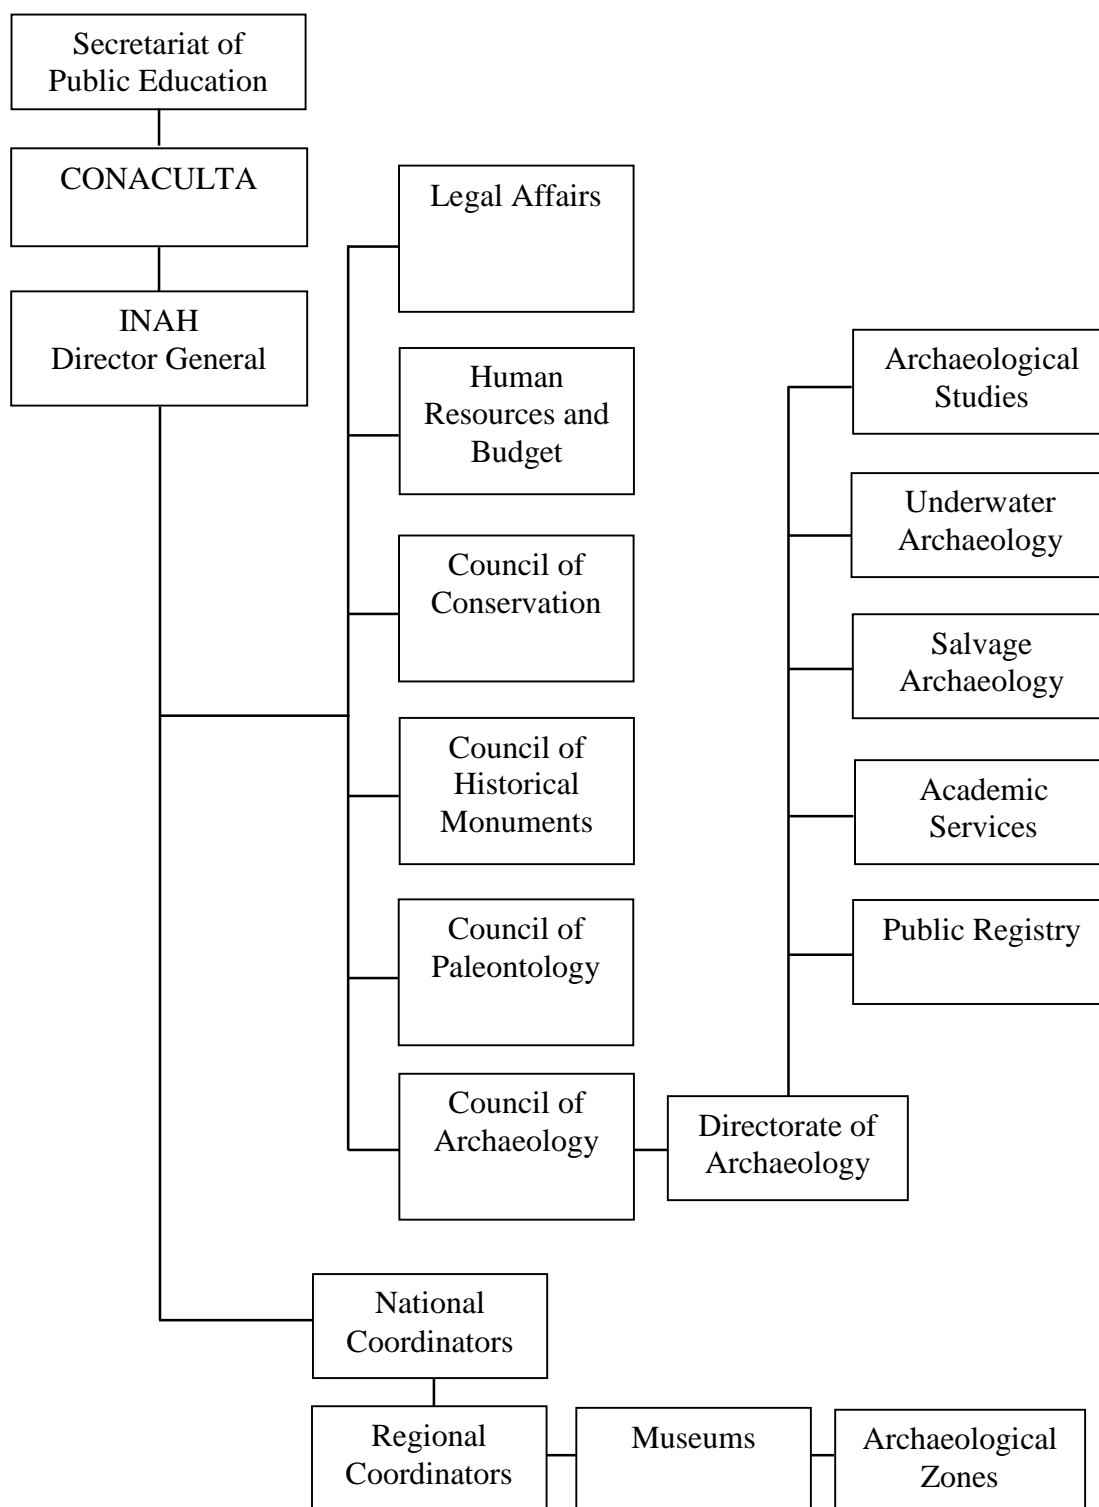 Secretariat of
Public Education
CONACULTA
INAH
Director General
Legal Affairs
Human
Resources and
Budget
Council of
Conservation
Council of
Historical
Monuments
Council of
Paleontology
Council of
Archaeology
Directorate of
Archaeology
Archaeological
Studies
Underwater
Archaeology
Salvage
Archaeology
Academic
Services
Public Registry
National
Coordinators
Regional
Coordinators
Museums
Archaeological
Zones